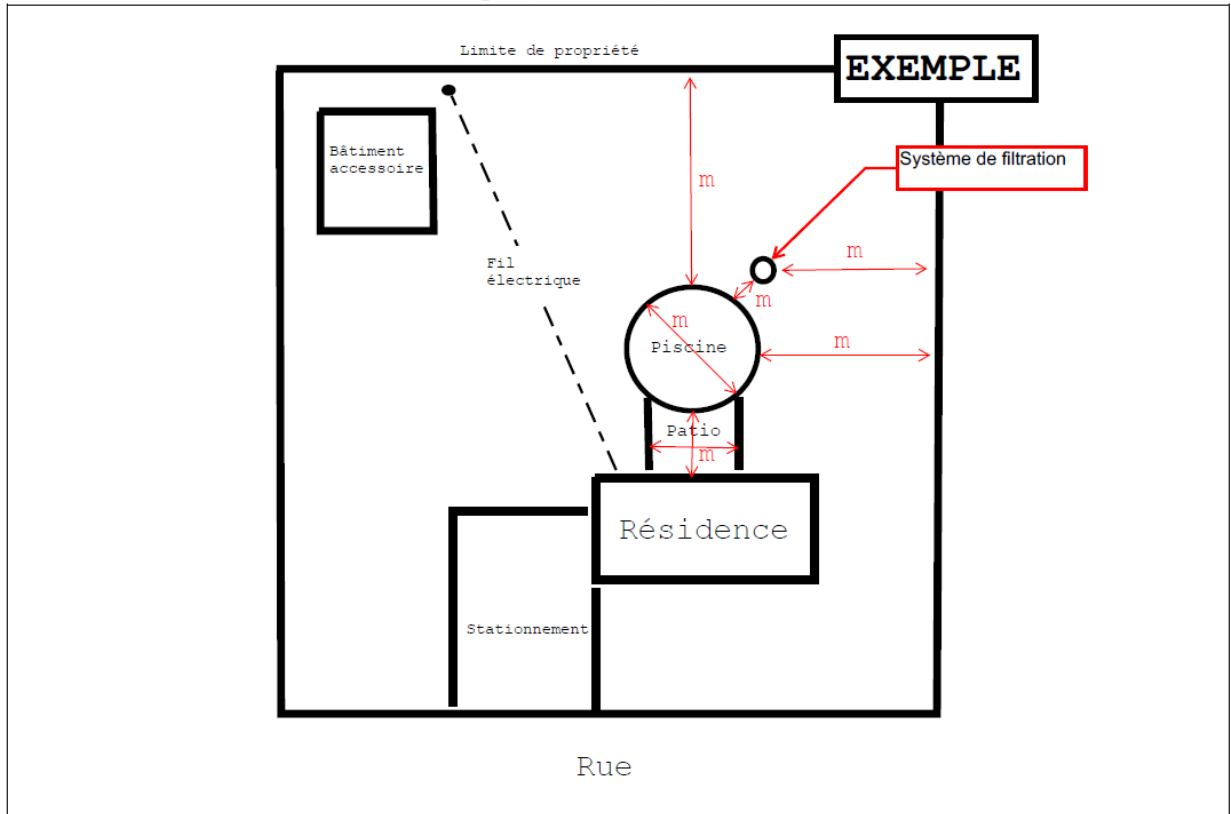 Limite de propriété
EXEMPLE
Bâtiment
accessoire
Système de filtration
m
m
Fil
électrique
m
m
Piscine
m
Patio
m
Résidence
Stationnement
Rue